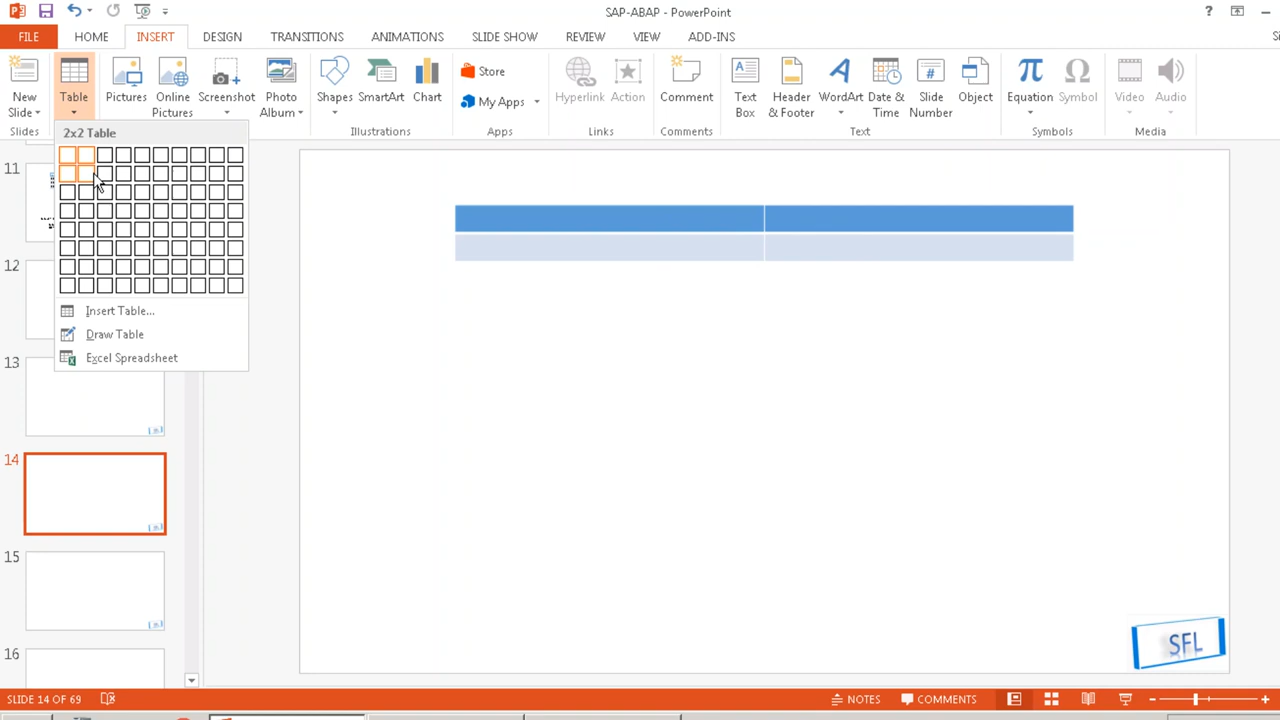 SAP-ABAP - PowerPoint
?
FILE
HOME
INSERT
DESIGN
TRANSITIONS
ANIMATIONS
SLIDE SHOW
REVIEW
VIEW
ADD-INS
New Slide
Table
Pictures
Online Pictures
Screenshot
Photo Album
Shapes
SmartArt
Chart
Store
My Apps
Hyperlink
Action
Comment
Text Box
Header & Footer
WordArt
Date & Time
Slide Number
Object
Equation
Symbol
Video
Audio
Slides
Illustrations
Apps
Links
Comments
Text
Symbols
Media
2x2 Table
Insert Table...
Draw Table
Excel Spreadsheet
11
12
13
14
15
16
SFL
SLIDE 14 OF 69
NOTES
COMMENTS